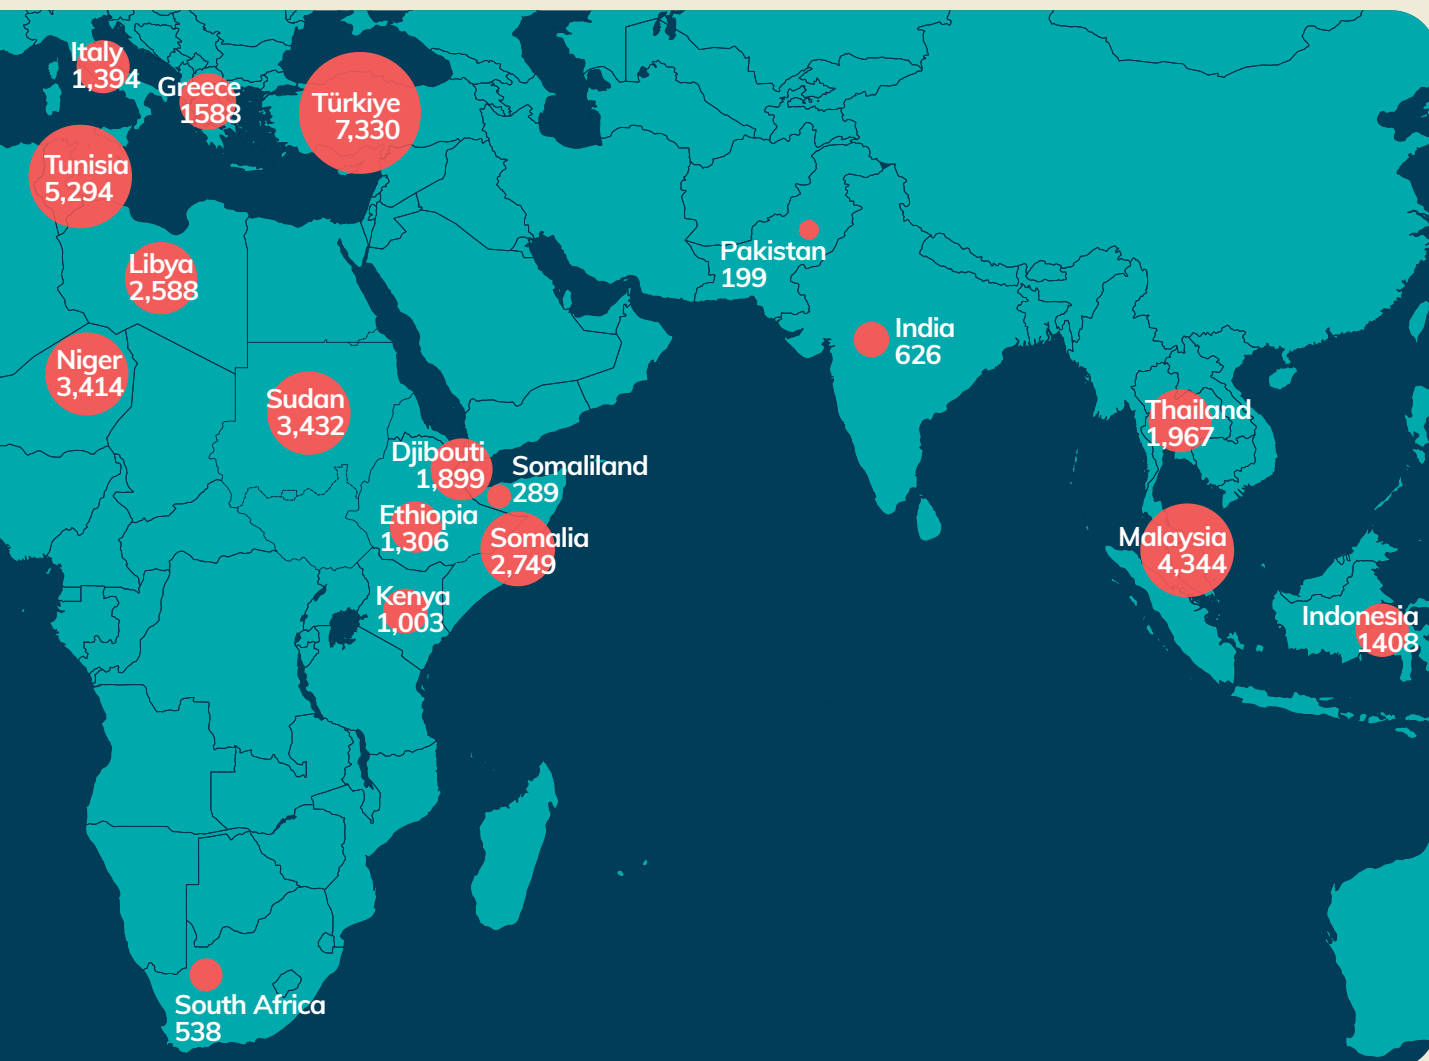 Italy
1,394
Greece
1588
Türkiye
7,330
Tunisia
5,294
Libya
2,588
Pakistan
199
India
626
Niger
3,414
Sudan
3,432
Thailand
1,967
Djibouti
1,899
Somaliland
289
Ethiopia
1,306
Somalia
2,749
Malaysia
4,344
Kenya
1,003
Indonesia
1408
South Africa
538